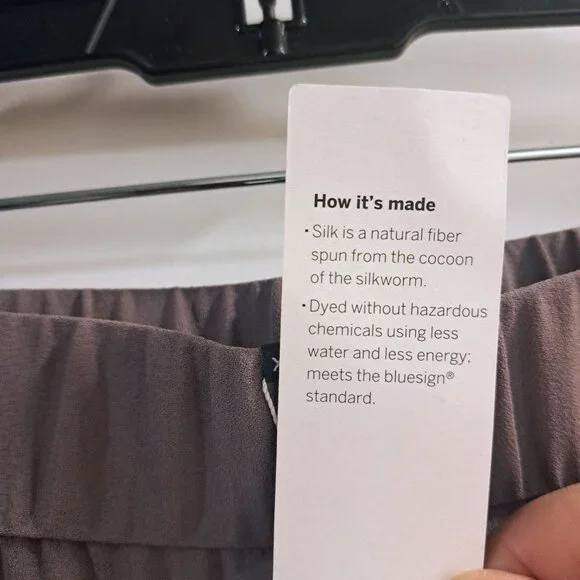 How it's made
• Silk is a natural fiber
spun from the cocoon
of the silkworm.
• Dyed without hazardous
chemicals using less
water and less energy;
meets the bluesign®
standard.